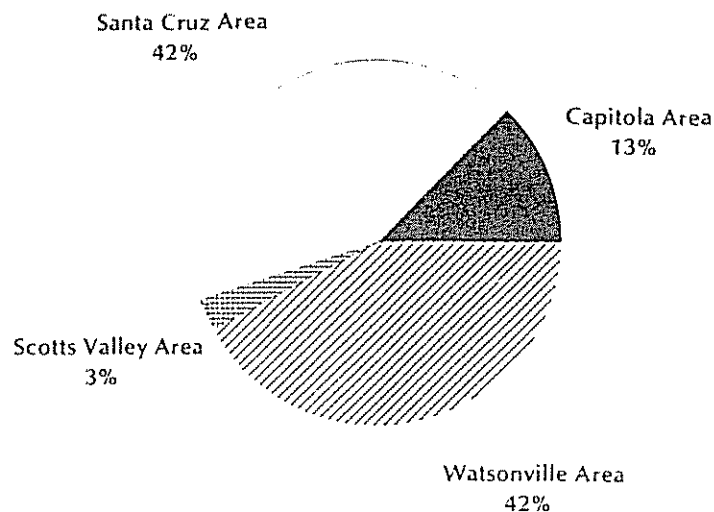 Santa Cruz Area
42%
Capitola Area
13%
Scotts Valley Area
3%
Watsonville Area
42%